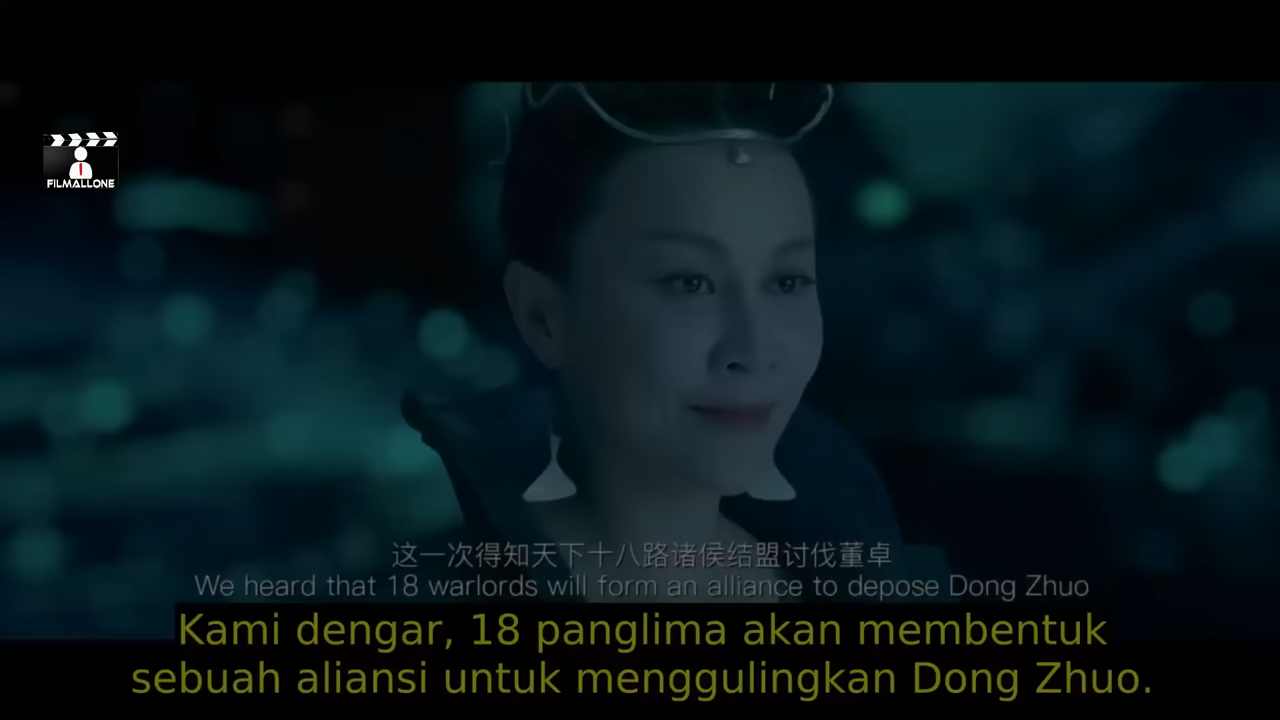 FILMALLONE
这一次得知天下十八路诸侯结盟讨伐董卓
We heard that 18 warlords will form an alliance to depose Dong Zhuo
Kami dengar, 18 panglima akan membentuk
sebuah aliansi untuk menggulingkan Dong Zhuo.